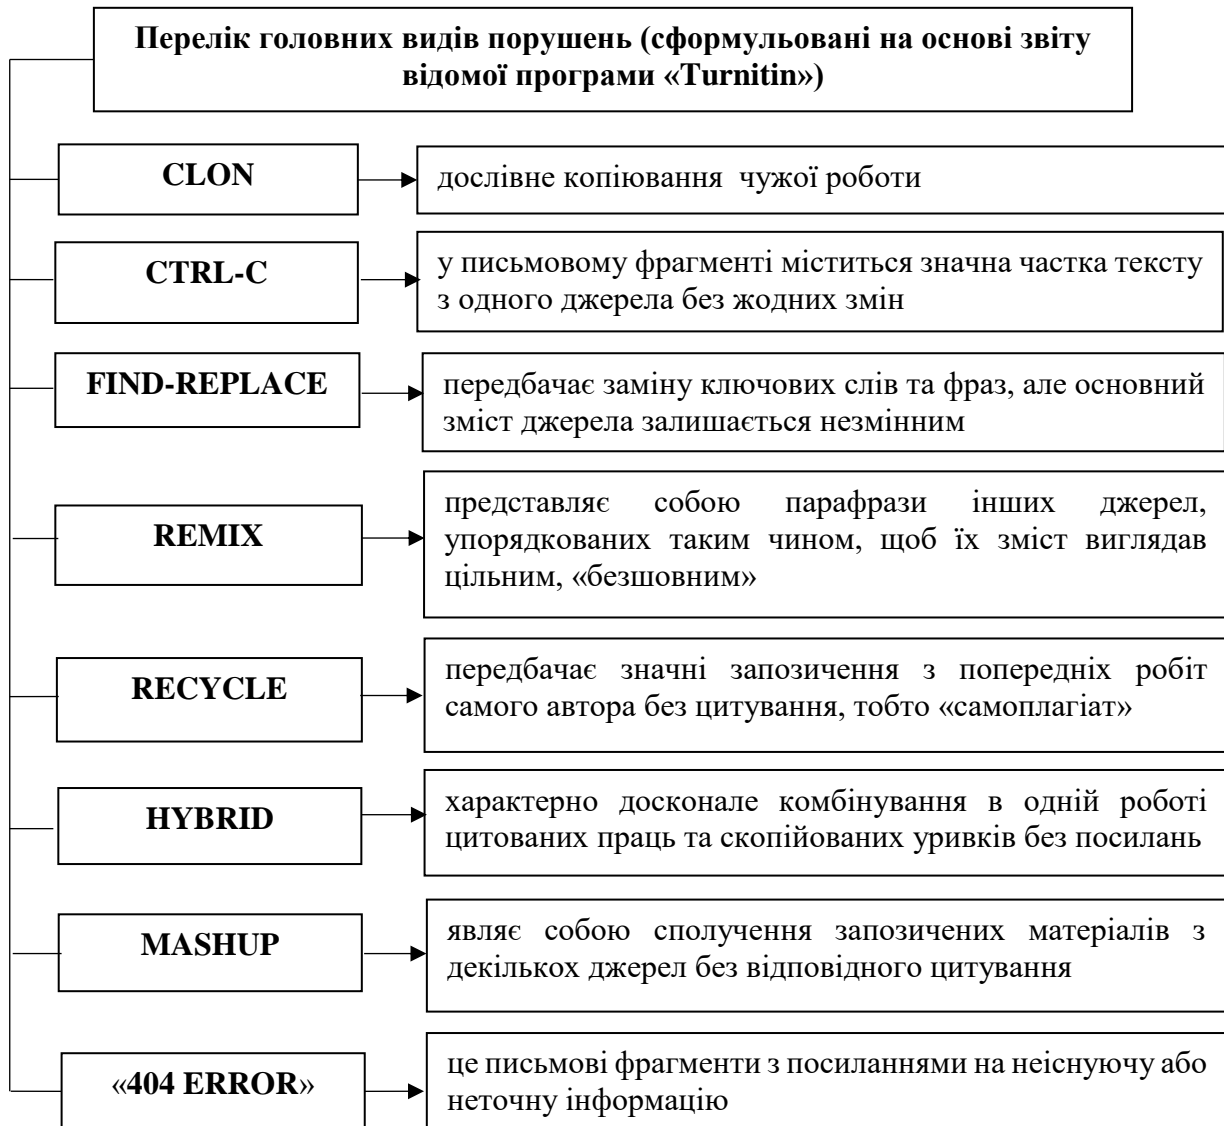 Перелік головних видів порушень (сформульовані на основі звіту
відомої програми «Turnitin»)
CLON
дослівне копіювання чужої роботи
CTRL-C
у письмовому фрагменті міститься значна частка тексту
з одного джерела без жодних змін
FIND-REPLACE
передбачає заміну ключових слів та фраз, але основний
зміст джерела залишається незмінним
REMIX
представляє собою парафрази інших джерел,
упорядкованих таким чином, щоб їх зміст виглядав
цільним, «безшовним»
RECYCLE
передбачає значні запозичення з попередніх робіт
самого автора без цитування, тобто «самоплагіат»
HYBRID
характерно досконале комбінування в одній роботі
цитованих праць та скопійованих уривків без посилань
MASHUP
являє собою сполучення запозичених матеріалів з
декількох джерел без відповідного цитування
«404 ERROR»
це письмові фрагменти з посиланнями на неіснуючу або
неточну інформацію